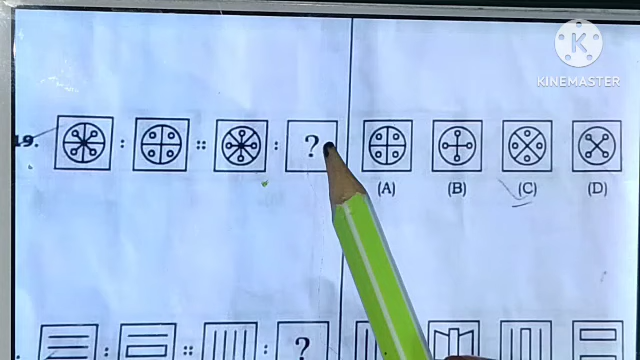 K
KINEMASTER
19. : :: : ?
(A) (B) (C) (D)
: :: : ?